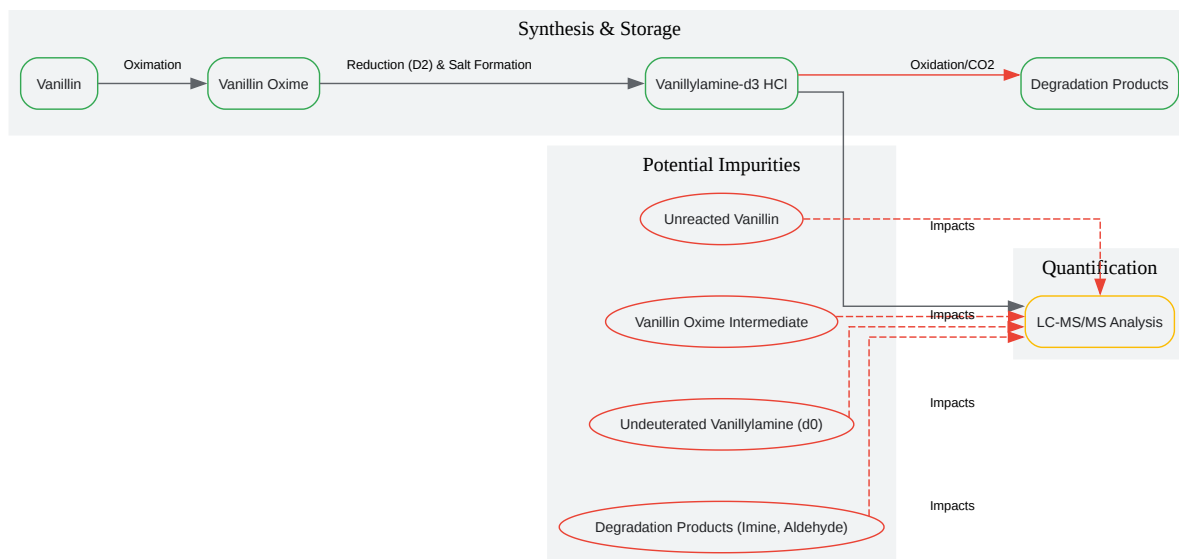 Synthesis & Storage
Vanillin
Oximation
Vanillin Oxime
Reduction (D2) & Salt Formation
Vanillylamine-d3 HCl
Oxidation/CO2
Degradation Products
Potential Impurities
Unreacted Vanillin
Impacts
Quantification
Vanillin Oxime Intermediate
Impacts
LC-MS/MS Analysis
Undeuterated Vanillylamine (d0)
Impacts
Degradation Products (Imine, Aldehyde)
Impacts